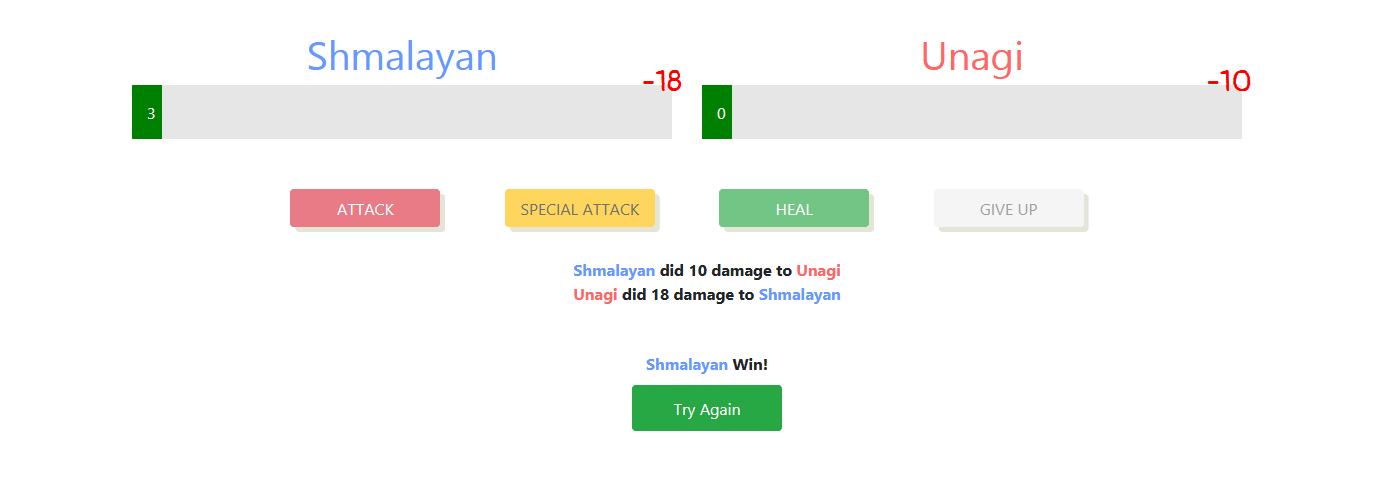 Shmalayan Unagi
-18 -10
3 0
ATTACK SPECIAL ATTACK HEAL GIVE UP
Shmalayan did 10 damage to Unagi
Unagi did 18 damage to Shmalayan
Shmalayan Win!
Try Again